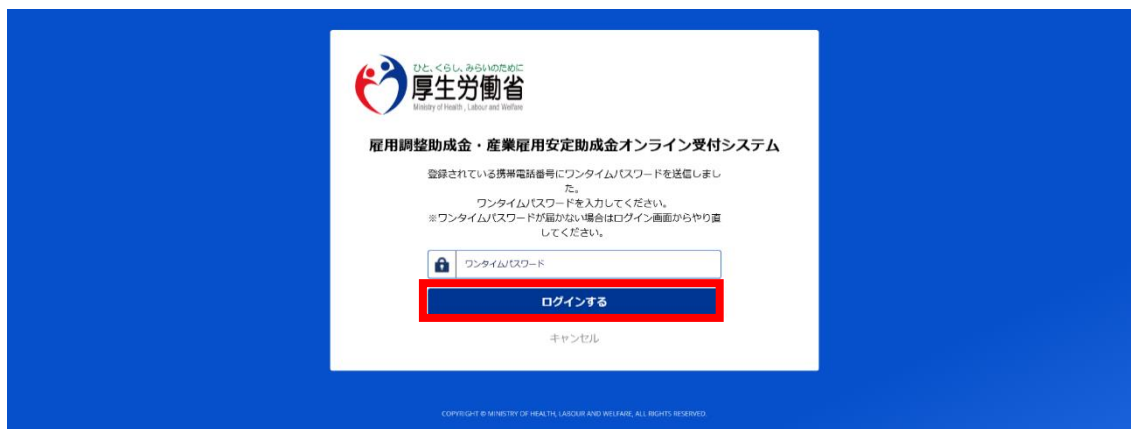 ひと、くらし、みらいのために
厚生労働省
Ministry of Health, Labour and Welfare
雇用調整助成金・産業雇用安定助成金オンライン受付システム
登録されている携帯電話番号にワンタイムパスワードを送信しまし
た。
ワンタイムパスワードを入力してください。
※ワンタイムパスワードが届かない場合はログイン画面からやり直
してください。
ワンタイムパスワード
ログインする
キャンセル
COPYRIGHT © MINISTRY OF HEALTH, LABOUR AND WELFARE, ALL RIGHTS RESERVED.